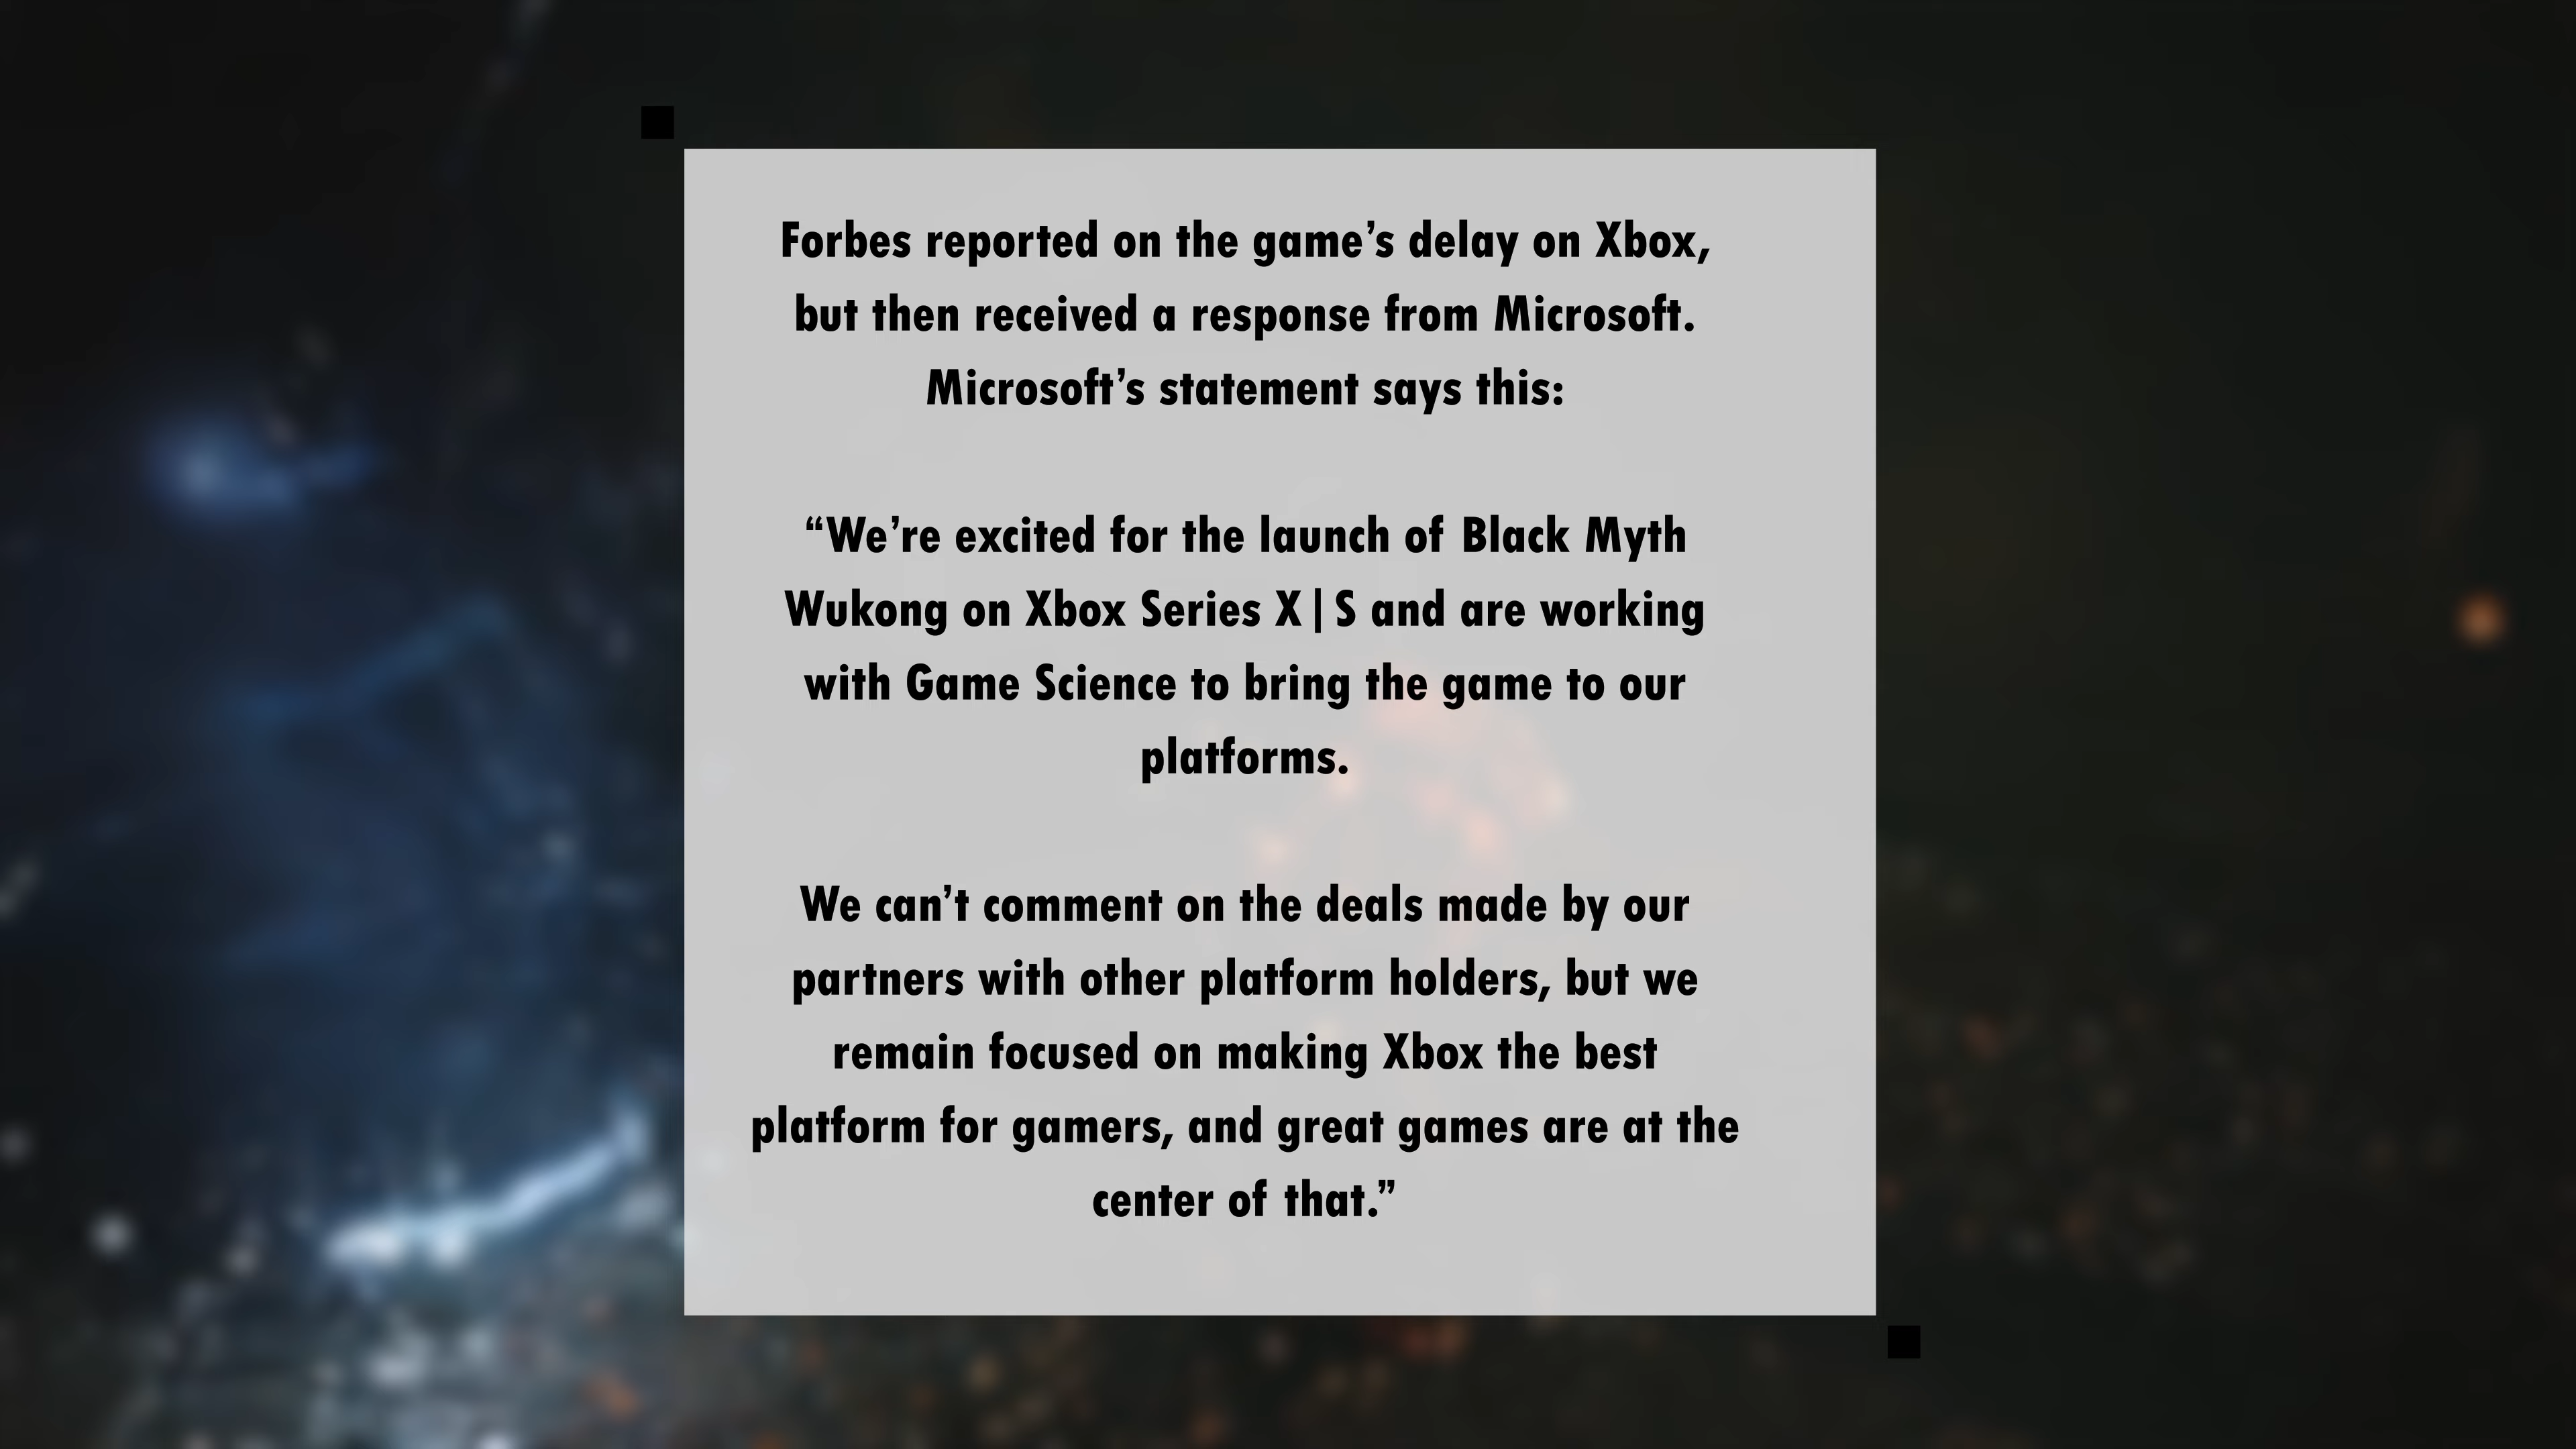 Forbes reported on the game’s delay on Xbox,
but then received a response from Microsoft.
Microsoft’s statement says this:
“We’re excited for the launch of Black Myth
Wukong on Xbox Series X|S and are working
with Game Science to bring the game to our
platforms.
We can’t comment on the deals made by our
partners with other platform holders, but we
remain focused on making Xbox the best
platform for gamers, and great games are at the
center of that.”